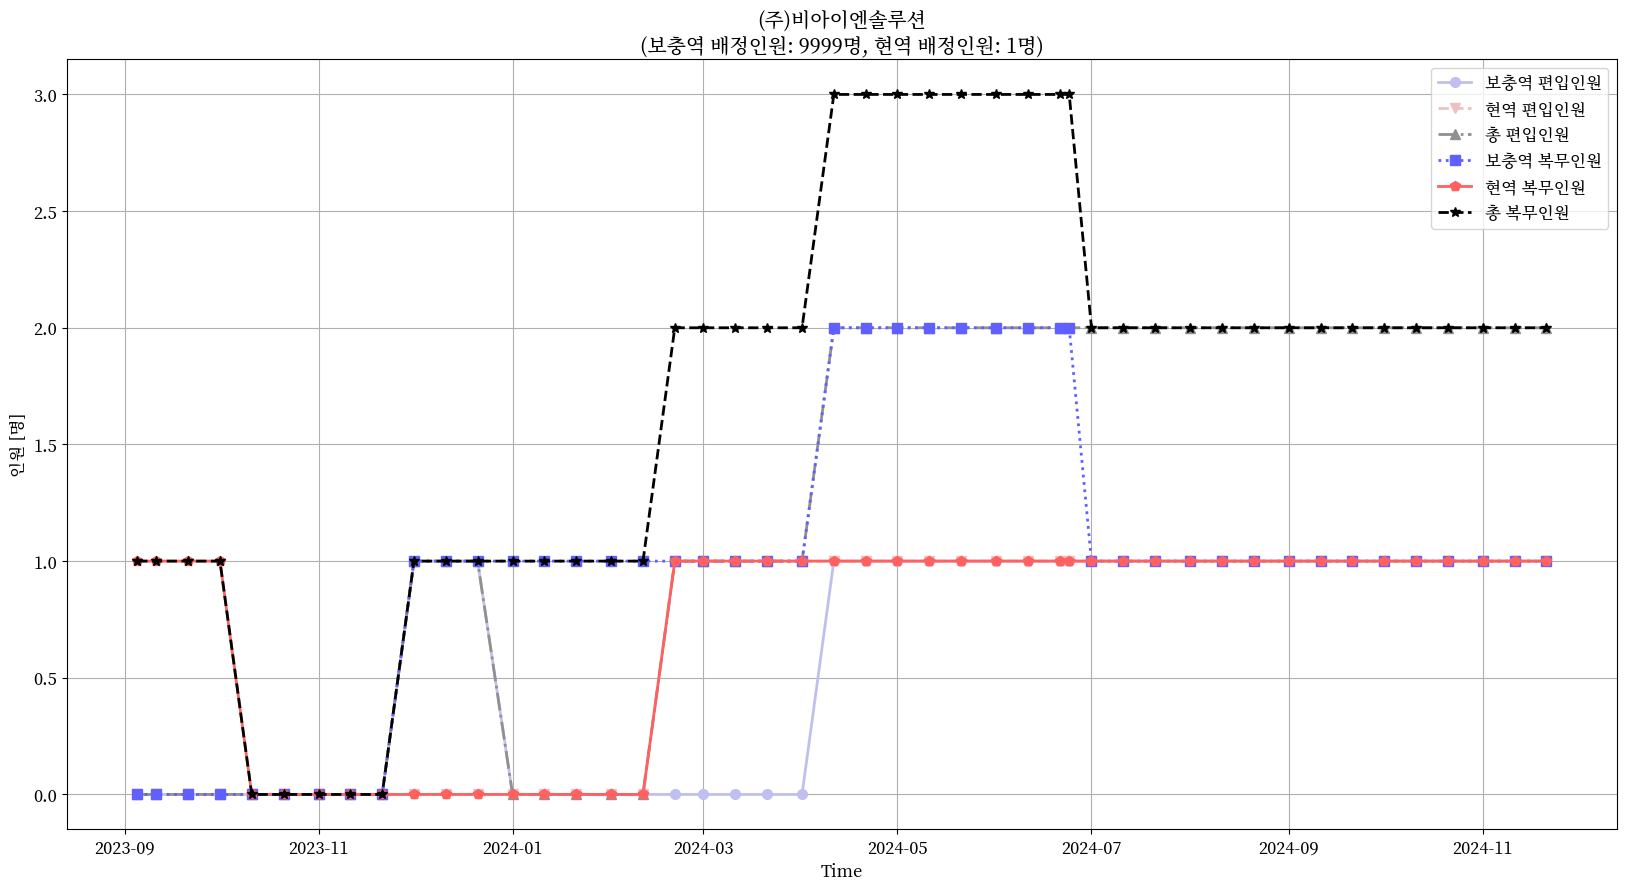 (주)비아이엔솔루션
(보충역 배정인원: 9999명, 현역 배정인원: 1명)
보충역 편입인원
현역 편입인원
총 편입인원
보충역 복무인원
현역 복무인원
총 복무인원
인원 [명]
3.0
2.5
2.0
1.5
1.0
0.5
0.0
2023-09 2023-11 2024-01 2024-03 2024-05 2024-07 2024-09 2024-11
Time